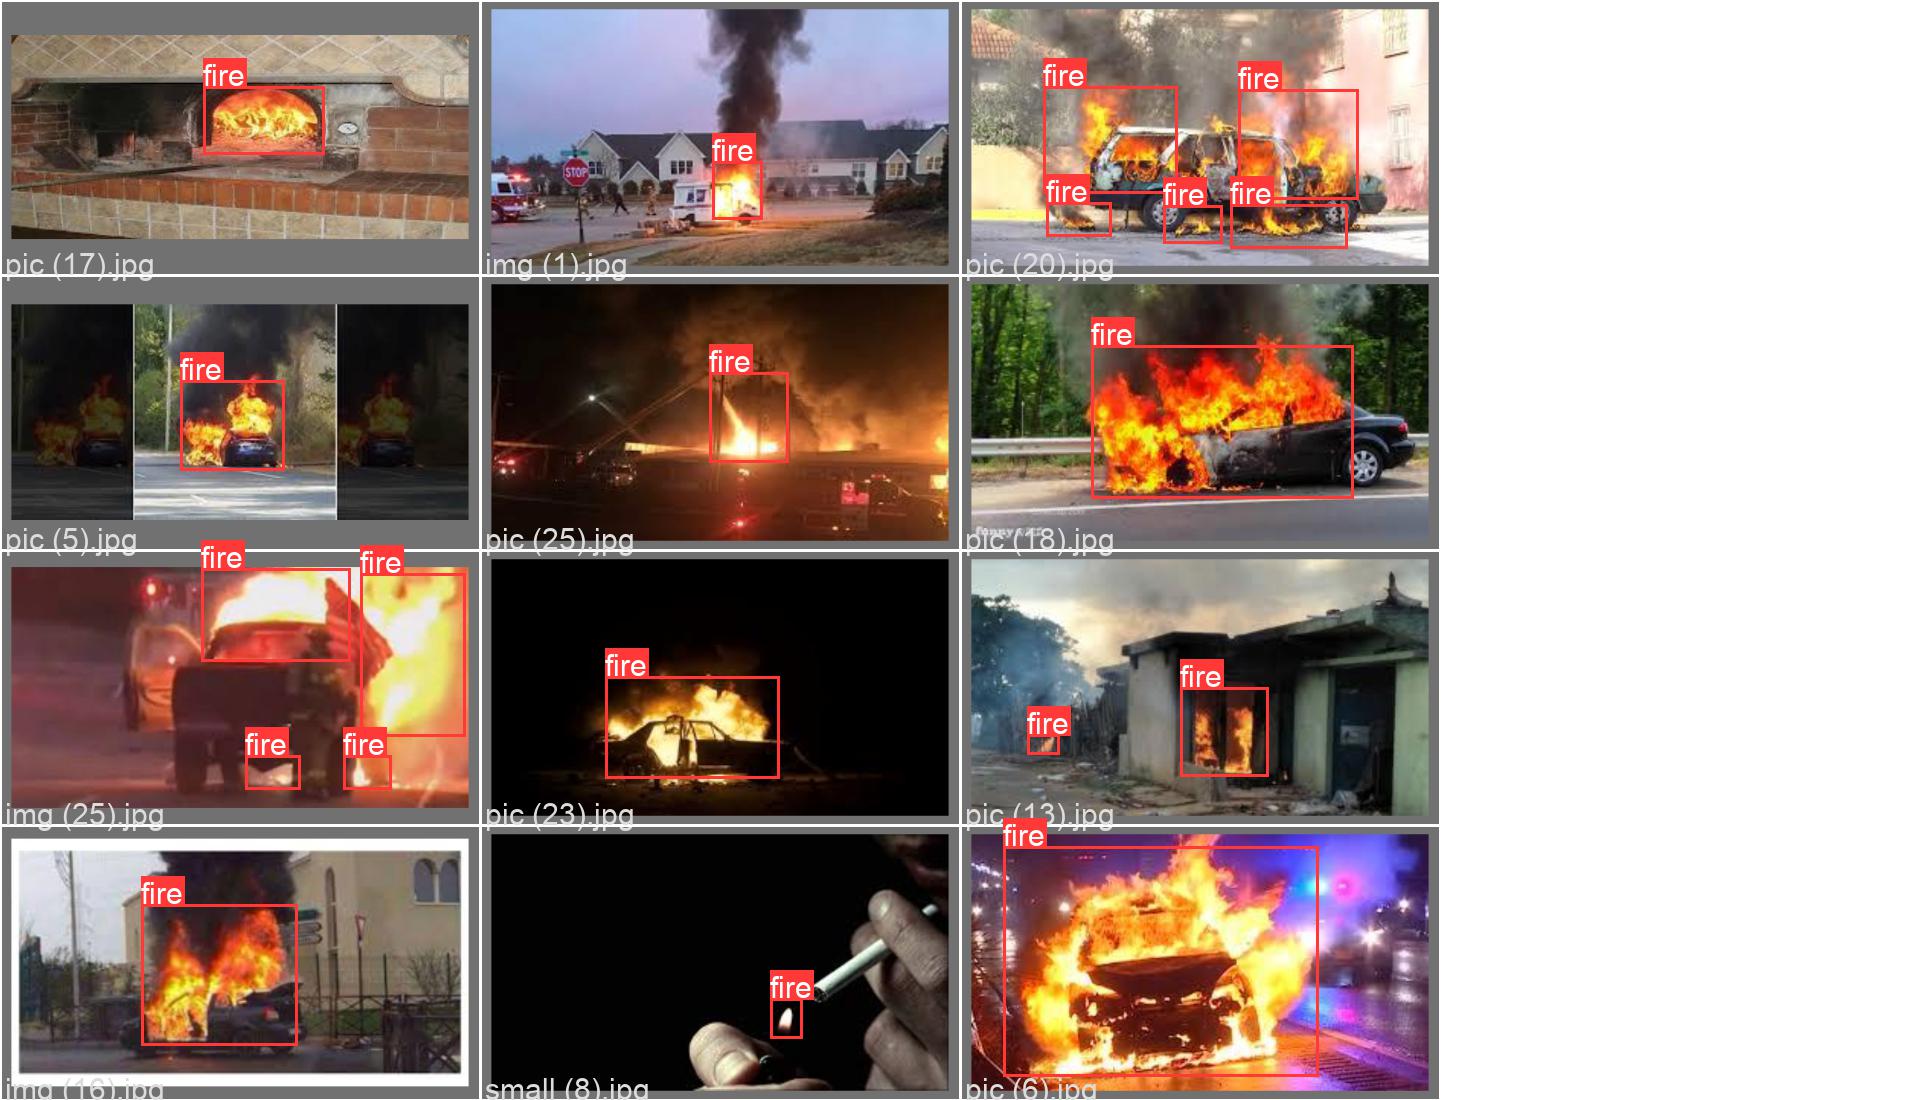 fire
pic (17).jpg
fire
STOP
img (1).jpg
fire
fire
fire
fire
fire
pic (20).jpg
fire
pic (5).jpg
fire
pic (25).jpg
fire
pic (18).jpg
fire
fire
fire
fire
img (25).jpg
fire
pic (23).jpg
fire
fire
pic (13).jpg
fire
img (16).jpg
fire
small (8).jpg
fire
pic (6).jpg